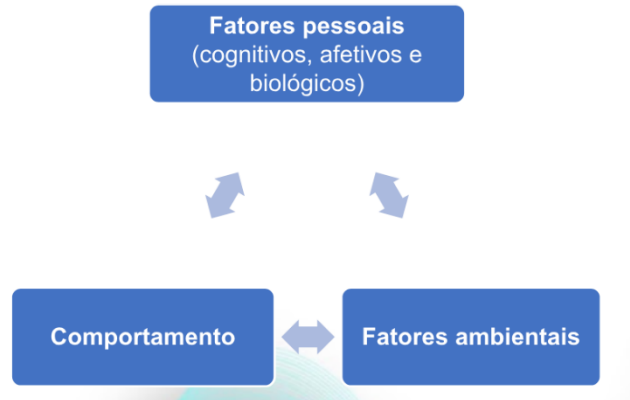 Fatores pessoais
(cognitivos, afetivos e
biológicos)
Comportamento
Fatores ambientais